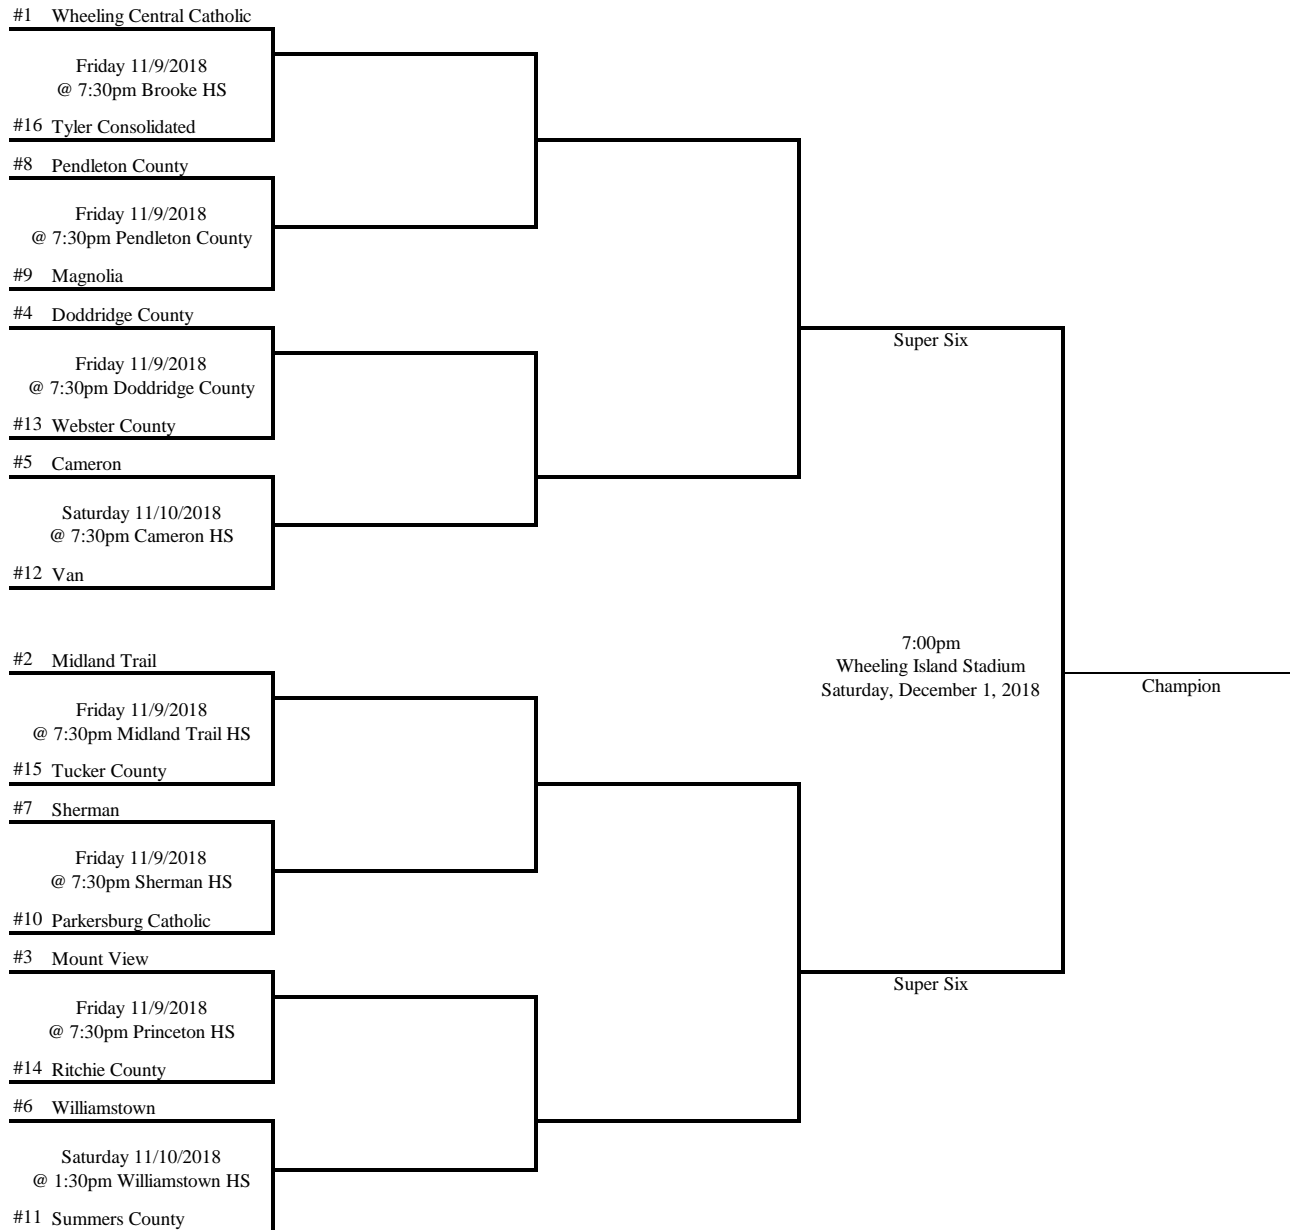 #1 Wheeling Central Catholic
Friday 11/9/2018
@ 7:30pm Brooke HS
#16 Tyler Consolidated
#8 Pendleton County
Friday 11/9/2018
@ 7:30pm Pendleton County
#9 Magnolia
#4 Doddridge County
Friday 11/9/2018
@ 7:30pm Doddridge County
#13 Webster County
#5 Cameron
Saturday 11/10/2018
@ 7:30pm Cameron HS
#12 Van
Super Six
#2 Midland Trail
Friday 11/9/2018
@ 7:30pm Midland Trail HS
#15 Tucker County
#7 Sherman
Friday 11/9/2018
@ 7:30pm Sherman HS
#10 Parkersburg Catholic
#3 Mount View
Friday 11/9/2018
@ 7:30pm Princeton HS
#14 Ritchie County
#6 Williamstown
Saturday 11/10/2018
@ 1:30pm Williamstown HS
#11 Summers County
Super Six
7:00pm
Wheeling Island Stadium
Saturday, December 1, 2018
Champion